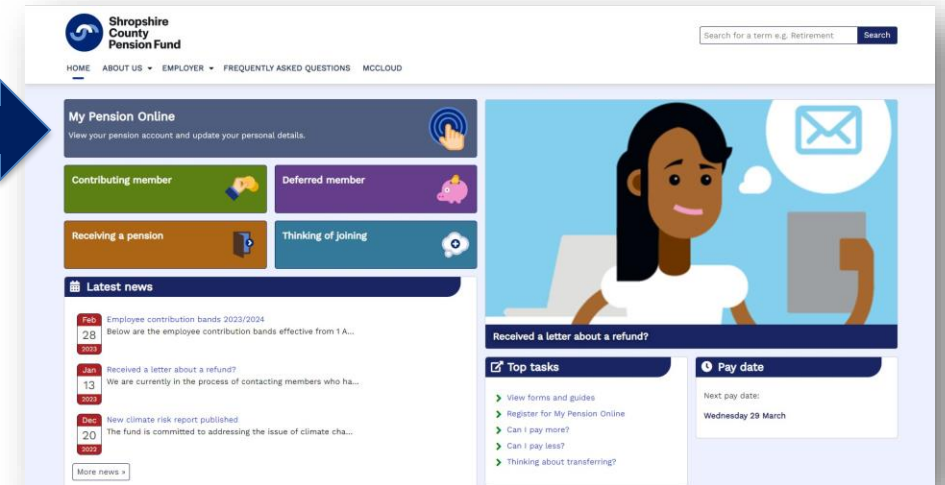 Shropshire
County
Pension Fund
Search for a term e.g. Retirement
Search
HOME ABOUT US EMPLOYER FREQUENTLY ASKED QUESTIONS MCCLOUD
My Pension Online
View your pension account and update your personal details.
Contributing member
Deferred member
Receiving a pension
Thinking of joining
Latest news
Feb
28
2023
Employee contribution bands 2023/2024
Below are the employee contribution bands effective from 1 A...
Jan
13
2023
Received a letter about a refund?
We are currently in the process of contacting members who ha...
Dec
20
2022
New climate risk report published
The fund is committed to addressing the issue of climate cha...
More news »
Received a letter about a refund?
Top tasks
View forms and guides
Register for My Pension Online
Can I pay more?
Can I pay less?
Thinking about transferring?
Pay date
Next pay date:
Wednesday 29 March